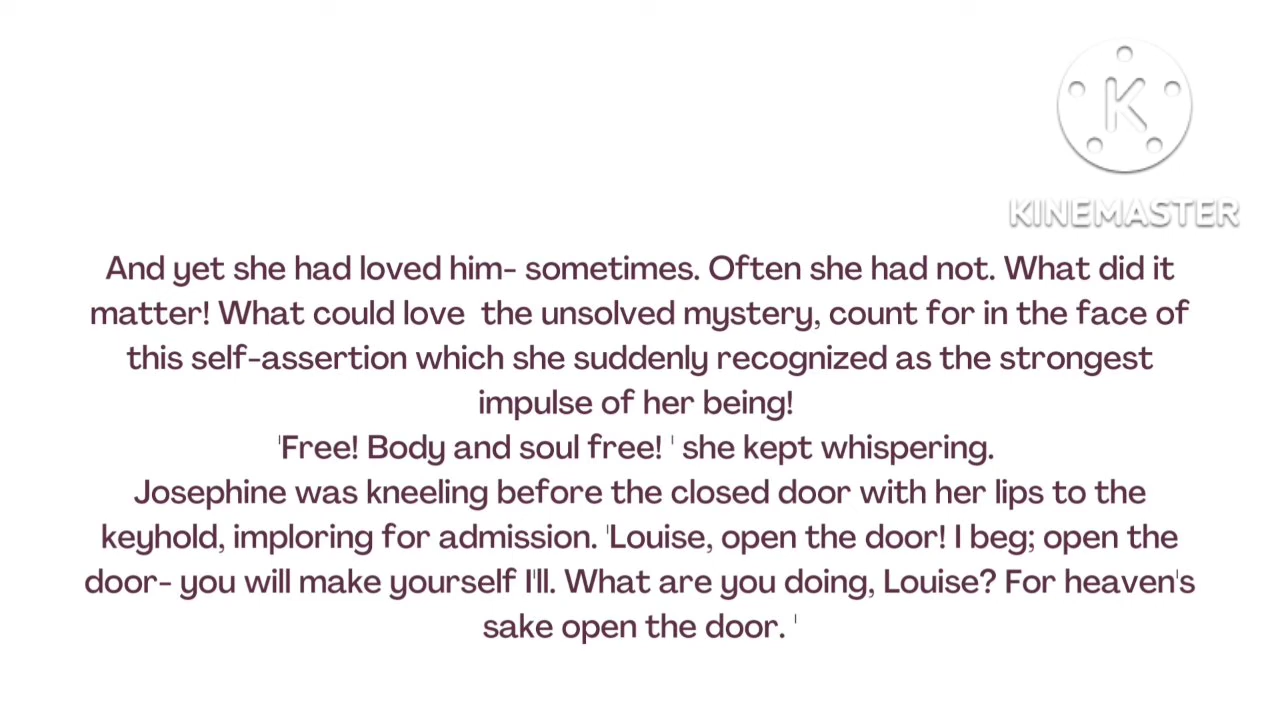 K
KINEMASTER
And yet she had loved him- sometimes. Often she had not. What did it
matter! What could love  the unsolved mystery, count for in the face of
this self-assertion which she suddenly recognized as the strongest
impulse of her being!
'Free! Body and soul free! ' she kept whispering.
Josephine was kneeling before the closed door with her lips to the
keyhold, imploring for admission. 'Louise, open the door! I beg; open the
door- you will make yourself I'll. What are you doing, Louise? For heaven's
sake open the door. '